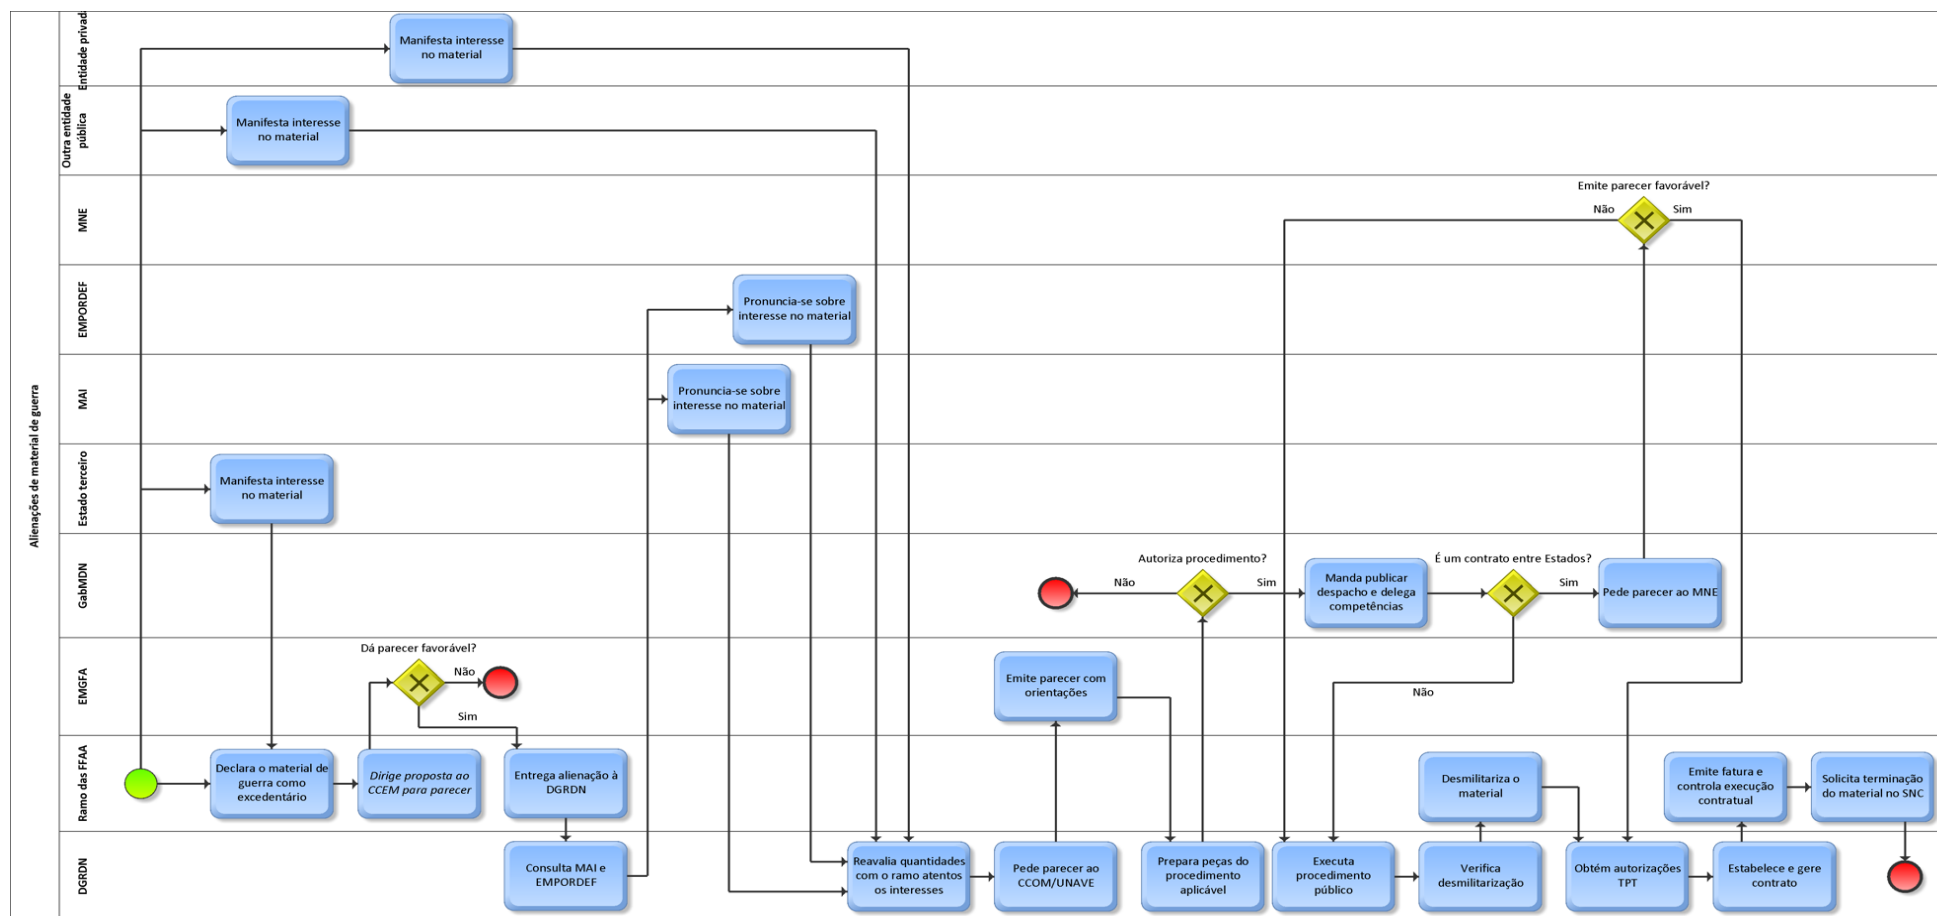 Alienações de material de guerra
Entidade privada
Manifesta interesse
no material
Outra entidade
pública
Manifesta interesse
no material
MNE
Emite parecer favorável?
Não
Sim
EMPORDEF
Pronuncia-se sobre
interesse no material
MAI
Pronuncia-se sobre
interesse no material
Estado terceiro
Manifesta interesse
no material
GabMDN
Autoriza procedimento?
Não
Sim
Manda publicar
despacho e delega
competências
É um contrato entre Estados?
Sim
Não
Pede parecer ao MNE
EMGFA
Dá parecer favorável?
Não
Sim
Emite parecer com
orientações
Ramo das FFAA
Declara o material de
guerra como
excedentário
Dirige proposta ao
CCEM para parecer
Entrega alienação à
DGRDN
Desmilitariza o
material
Emite fatura e
controla execução
contratual
Solicita terminação
do material no SNC
DGRDN
Consulta MAI e
EMPORDEF
Reavalia quantidades
com o ramo atentos
os interesses
Pede parecer ao
CCOM/UNAVE
Prepara peças do
procedimento
aplicável
Executa
procedimento
público
Verifica
desmilitarização
Obtém autorizações
TPT
Estabelece e gere
contrato